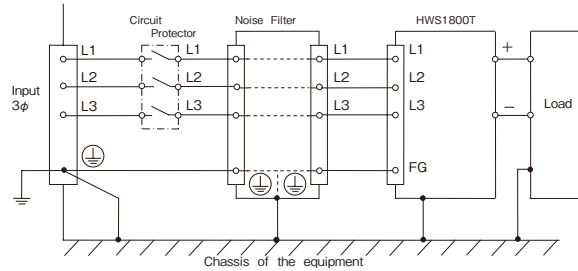 Circuit
Protector
Noise Filter
HWS1800T
Input
3ϕ
L1
L2
L3
L1
L2
L3
L1
L2
L3
L1
L2
L3
FG
+
−
Load
Chassis of the equipment